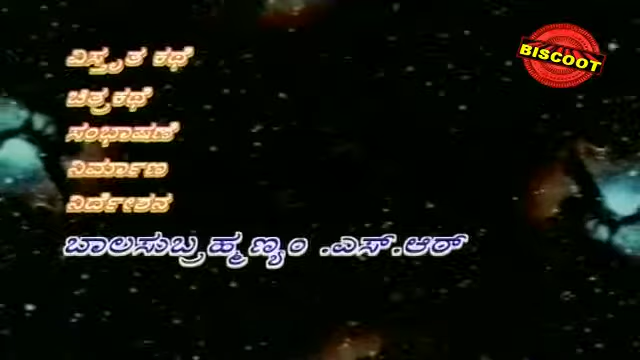 BISCOOT
ವಿಸ್ತೃತ ಕಥೆ
ಚಿತ್ರಕಥೆ
ಸಂಭಾಷಣೆ
ನಿರ್ಮಾಣ
ನಿರ್ದೇಶನ
ಬಾಲಸುಬ್ರಹ್ಮಣ್ಯಂ .ಎಸ್.ಆರ್